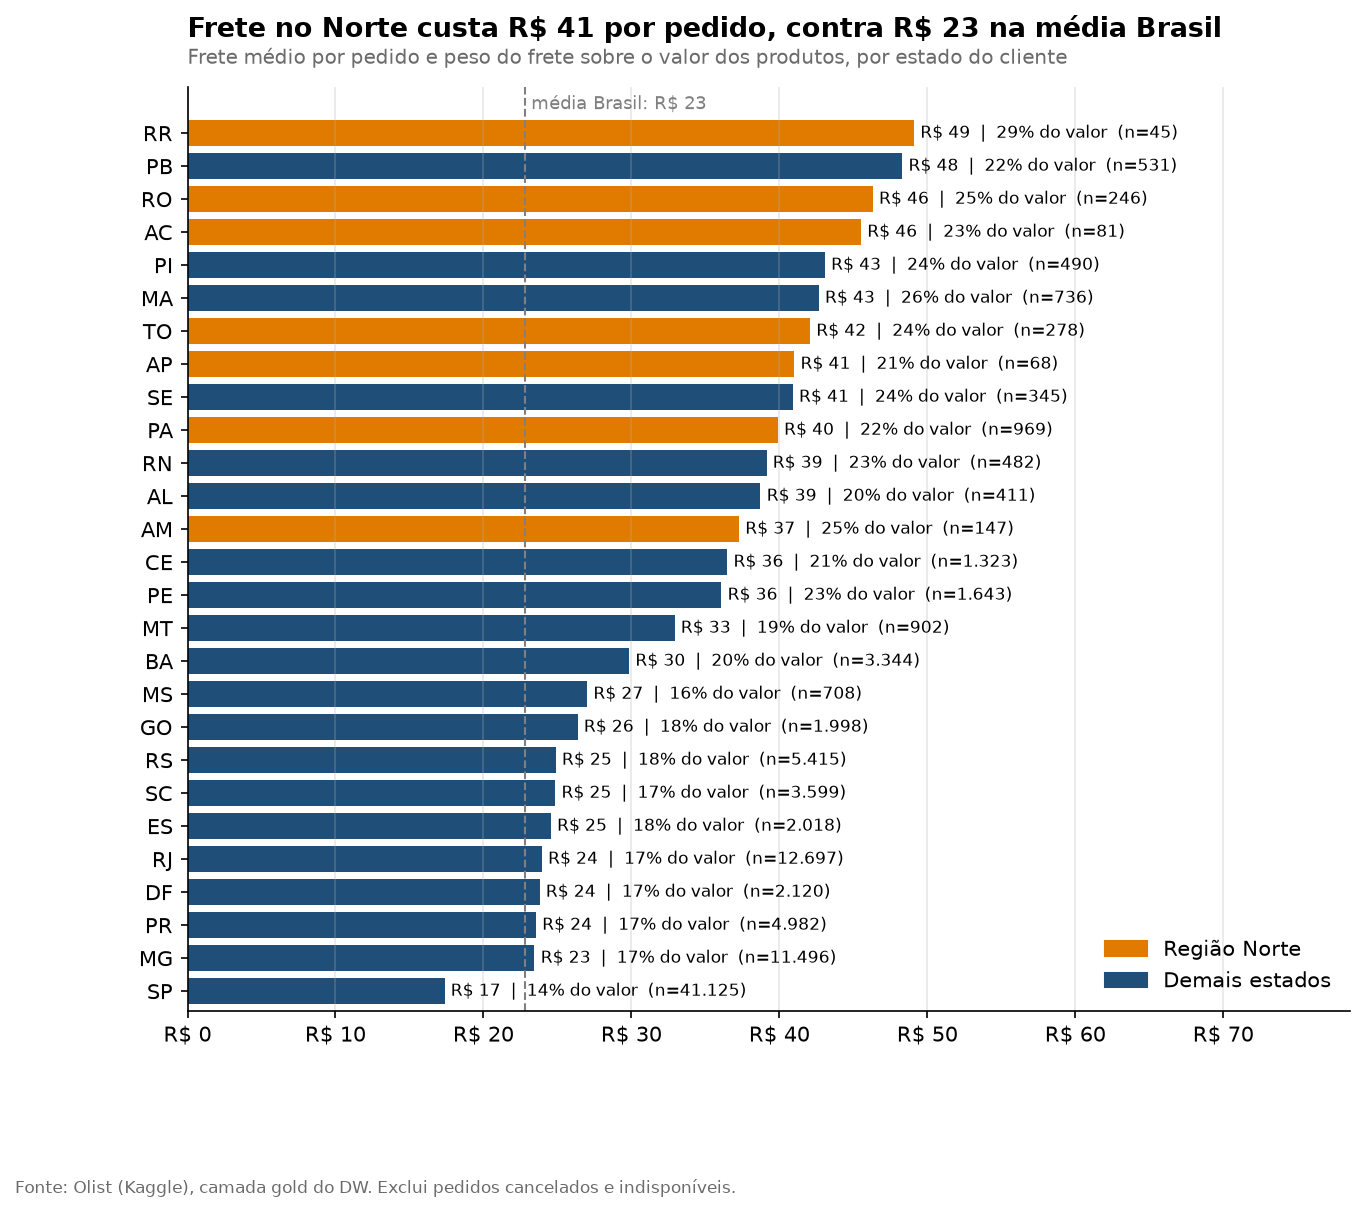 Frete no Norte custa R$ 41 por pedido, contra R$ 23 na média Brasil
Frete médio por pedido e peso do frete sobre o valor dos produtos, por estado do cliente
média Brasil: R$ 23
RR R$ 49 | 29% do valor (n=45)
PB R$ 48 | 22% do valor (n=531)
RO R$ 46 | 25% do valor (n=246)
AC R$ 46 | 23% do valor (n=81)
PI R$ 43 | 24% do valor (n=490)
MA R$ 43 | 26% do valor (n=736)
TO R$ 42 | 24% do valor (n=278)
AP R$ 41 | 21% do valor (n=68)
SE R$ 41 | 24% do valor (n=345)
PA R$ 40 | 22% do valor (n=969)
RN R$ 39 | 23% do valor (n=482)
AL R$ 39 | 20% do valor (n=411)
AM R$ 37 | 25% do valor (n=147)
CE R$ 36 | 21% do valor (n=1.323)
PE R$ 36 | 23% do valor (n=1.643)
MT R$ 33 | 19% do valor (n=902)
BA R$ 30 | 20% do valor (n=3.344)
MS R$ 27 | 16% do valor (n=708)
GO R$ 26 | 18% do valor (n=1.998)
RS R$ 25 | 18% do valor (n=5.415)
SC R$ 25 | 17% do valor (n=3.599)
ES R$ 25 | 18% do valor (n=2.018)
RJ R$ 24 | 17% do valor (n=12.697)
DF R$ 24 | 17% do valor (n=2.120)
PR R$ 24 | 17% do valor (n=4.982)
MG R$ 23 | 17% do valor (n=11.496)
SP R$ 17 | 14% do valor (n=41.125)
Região Norte
Demais estados
R$ 0 R$ 10 R$ 20 R$ 30 R$ 40 R$ 50 R$ 60 R$ 70
Fonte: Olist (Kaggle), camada gold do DW. Exclui pedidos cancelados e indisponíveis.